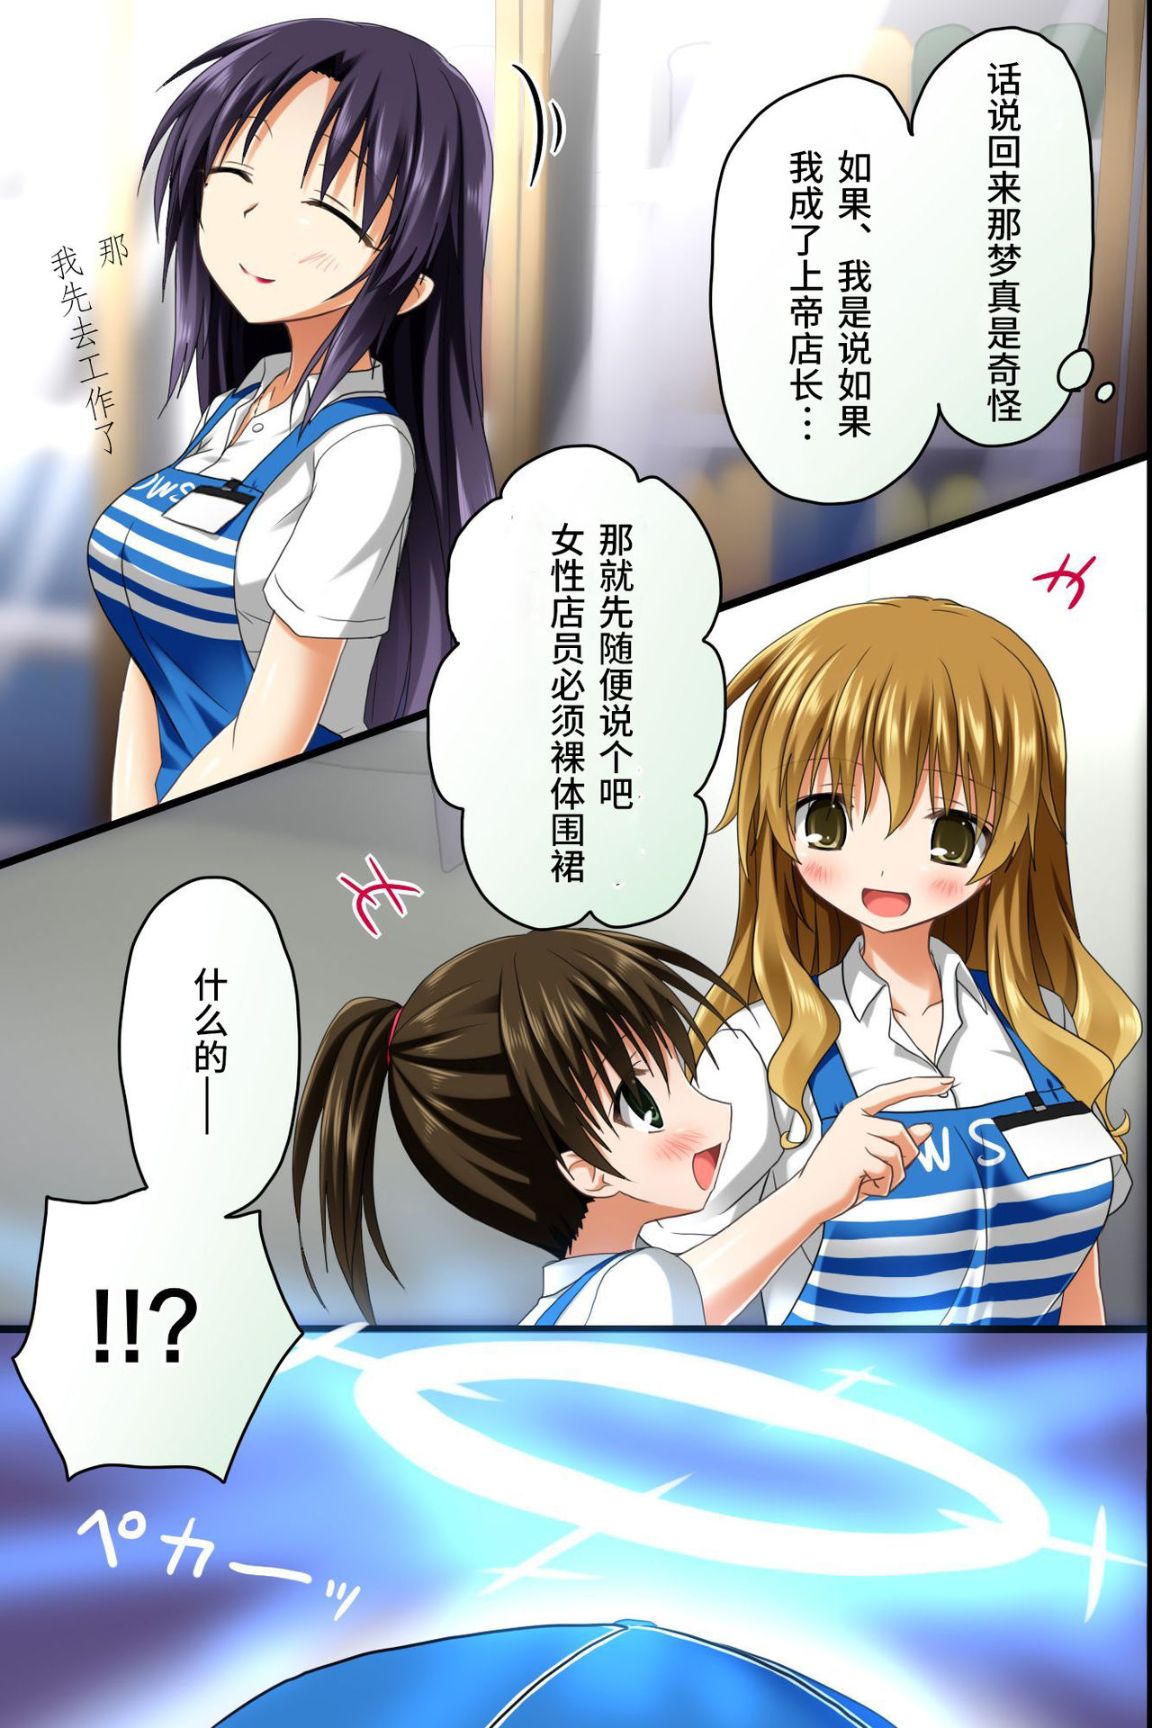 话说回来那梦真是奇怪
如果、我是说如果
我成了上帝店长…
那
我先去工作了
OWS
那就先随便说个吧
女性店员必须裸体围裙
WS
什么的——
!!?
ペカーッ